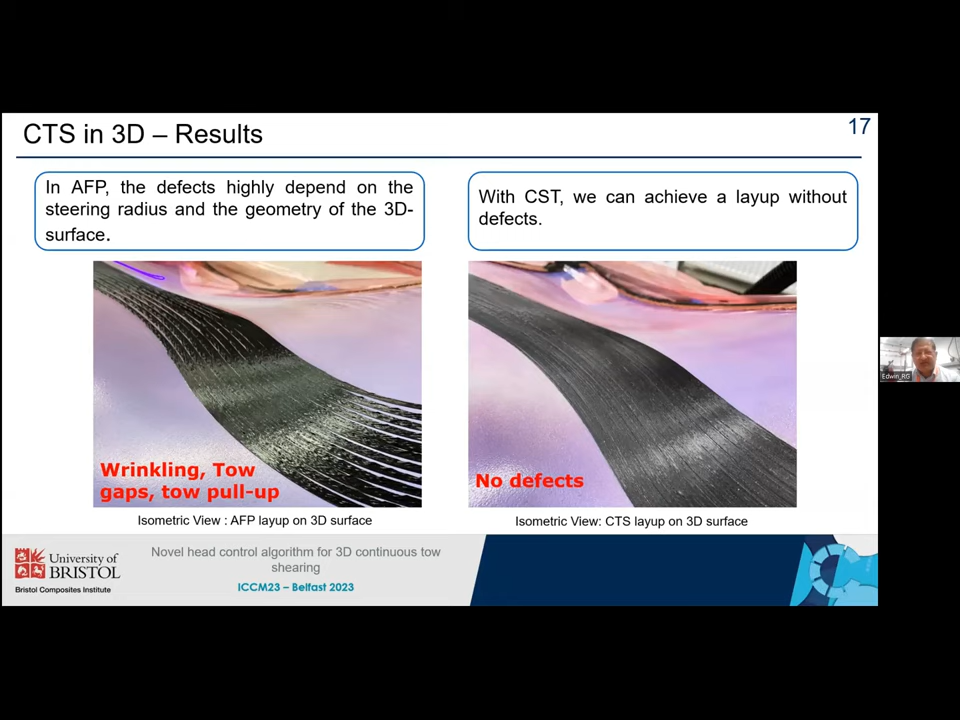 CTS in 3D – Results
17
In AFP, the defects highly depend on the
steering radius and the geometry of the 3D-
surface.
With CST, we can achieve a layup without
defects.
Wrinkling, Tow
gaps, tow pull-up
No defects
Isometric View : AFP layup on 3D surface
Isometric View: CTS layup on 3D surface
Edwin_RG
University of
BRISTOL
Bristol Composites Institute
Novel head control algorithm for 3D continuous tow
shearing
ICCM23 – Belfast 2023